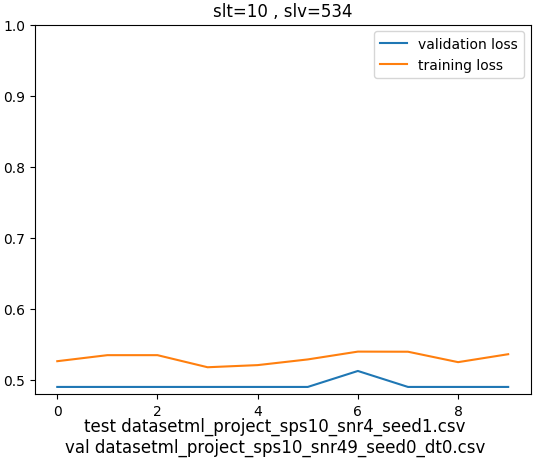 slt=10 , slv=534
validation loss
training loss
1.0
0.9
0.8
0.7
0.6
0.5
0 2 4 6 8
test datasetml_project_sps10_snr4_seed1.csv
val datasetml_project_sps10_snr49_seed0_dt0.csv